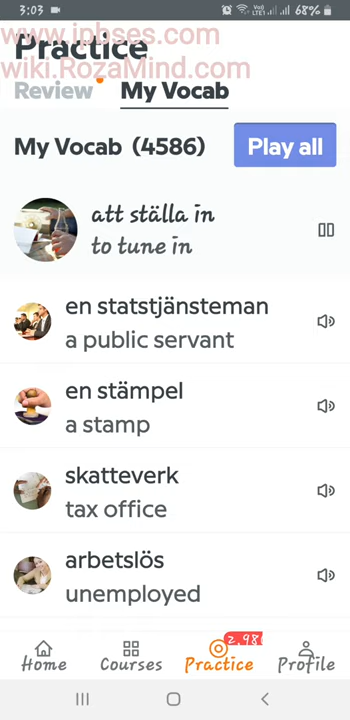 3:03
Voo
LTE1
68%
www.ipbses.com
Practice
wiki.RozaMind.com
Review
My Vocab
My Vocab (4586)
Play all
att ställa in
to tune in
en statstjänsteman
a public servant
en stämpel
a stamp
skatteverk
tax office
arbetslös
unemployed
2,98
Home
Courses
Practice
Profile